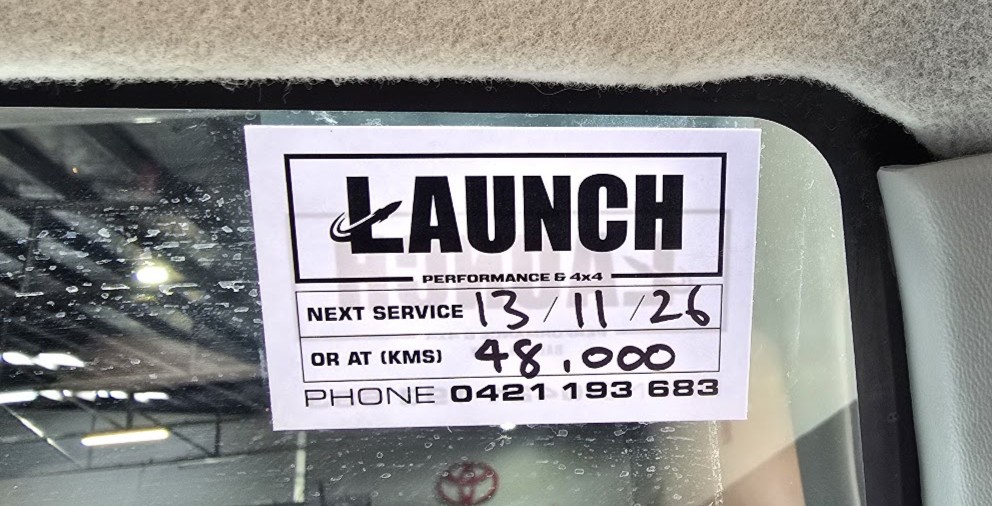 LAUNCH
PERFORMANCE & 4x4
NEXT SERVICE 13/11/26
OR AT (KMS) 48,000
PHONE 0421 193 683